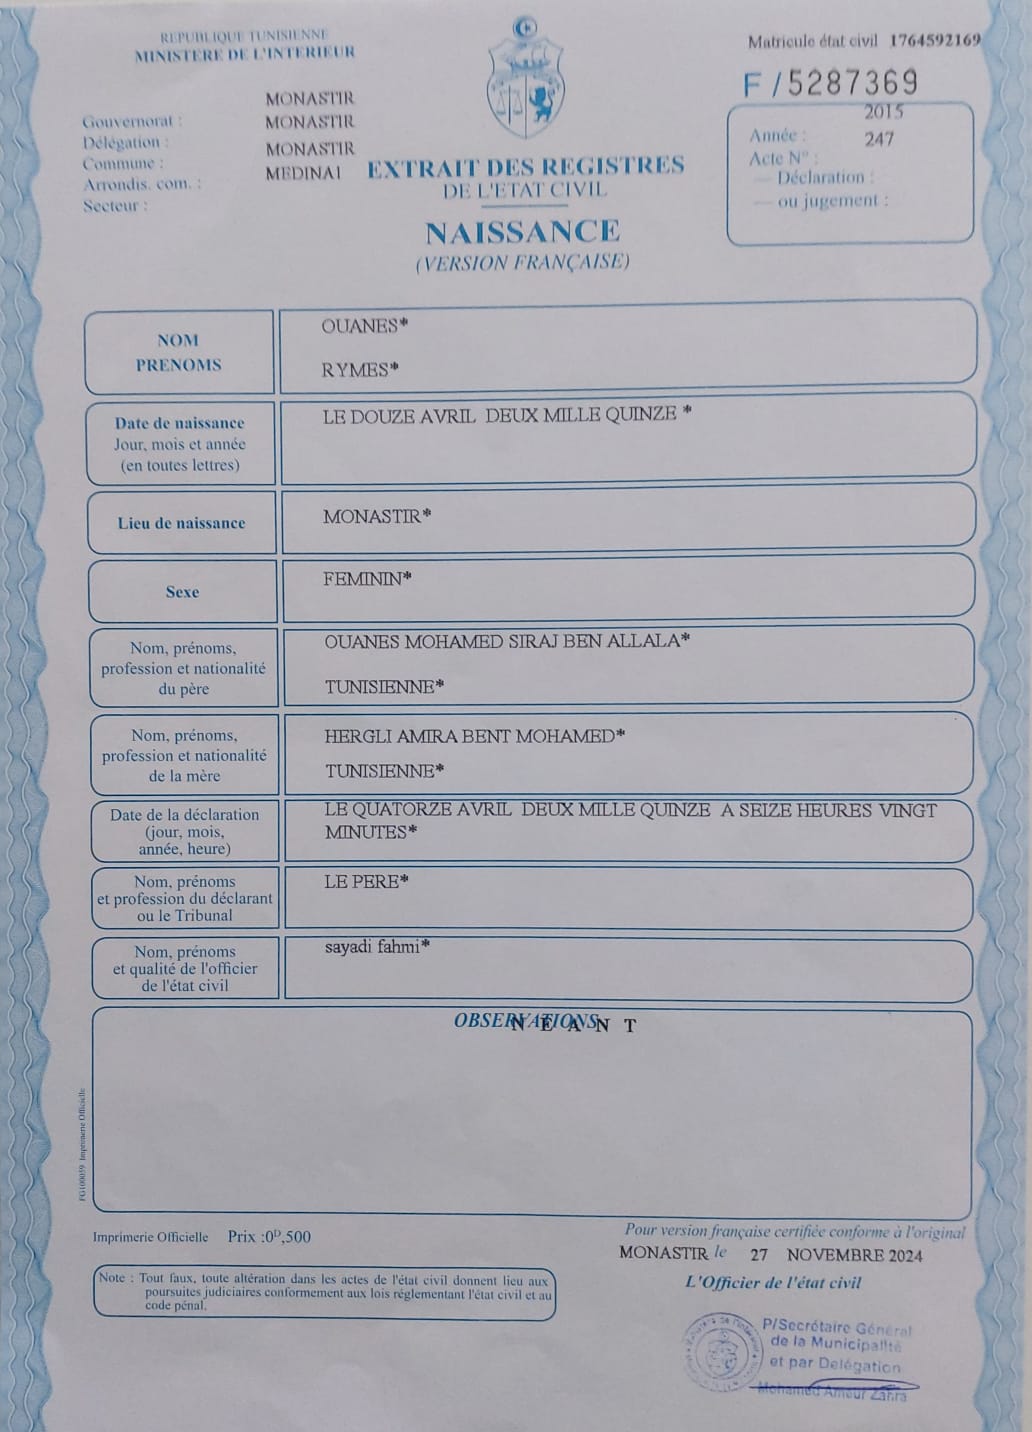 REPUBLIQUE TUNISIENNE
MINISTERE DE L'INTERIEUR
Matricule état civil 1764592169
F / 5287369
MONASTIR
Gouvernorat : MONASTIR
Délégation :
Commune : MONASTIR
Arrondis. com. : MEDINA1
Secteur :
EXTRAIT DES REGISTRES
DE L'ETAT CIVIL
NAISSANCE
(VERSION FRANÇAISE)
2015
Année : 247
Acte N° :
— Déclaration :
— ou jugement :
NOM
PRENOMS
OUANES*
RYMES*
Date de naissance
Jour, mois et année
(en toutes lettres)
LE DOUZE AVRIL DEUX MILLE QUINZE *
Lieu de naissance
MONASTIR*
Sexe
FEMININ*
Nom, prénoms,
profession et nationalité
du père
OUANES MOHAMED SIRAJ BEN ALLALA*
TUNISIENNE*
Nom, prénoms,
profession et nationalité
de la mère
HERGLI AMIRA BENT MOHAMED*
TUNISIENNE*
Date de la déclaration
(jour, mois,
année, heure)
LE QUATORZE AVRIL DEUX MILLE QUINZE A SEIZE HEURES VINGT
MINUTES*
Nom, prénoms
et profession du déclarant
ou le Tribunal
LE PERE*
Nom, prénoms
et qualité de l'officier
de l'état civil
sayadi fahmi*
OBSERVATIONS
N E A N T
FG100059 Imprimerie Officielle
Imprimerie Officielle Prix :0ᴰ,500
Note : Tout faux, toute altération dans les actes de l'état civil donnent lieu aux
poursuites judiciaires conformement aux lois réglementant l'état civil et au
code pénal.
Pour version française certifiée conforme à l'original
MONASTIR le 27 NOVEMBRE 2024
L'Officier de l'état civil
P/Secrétaire Général
de la Municipalité
et par Delégation
Mohamed Ameur Zahra